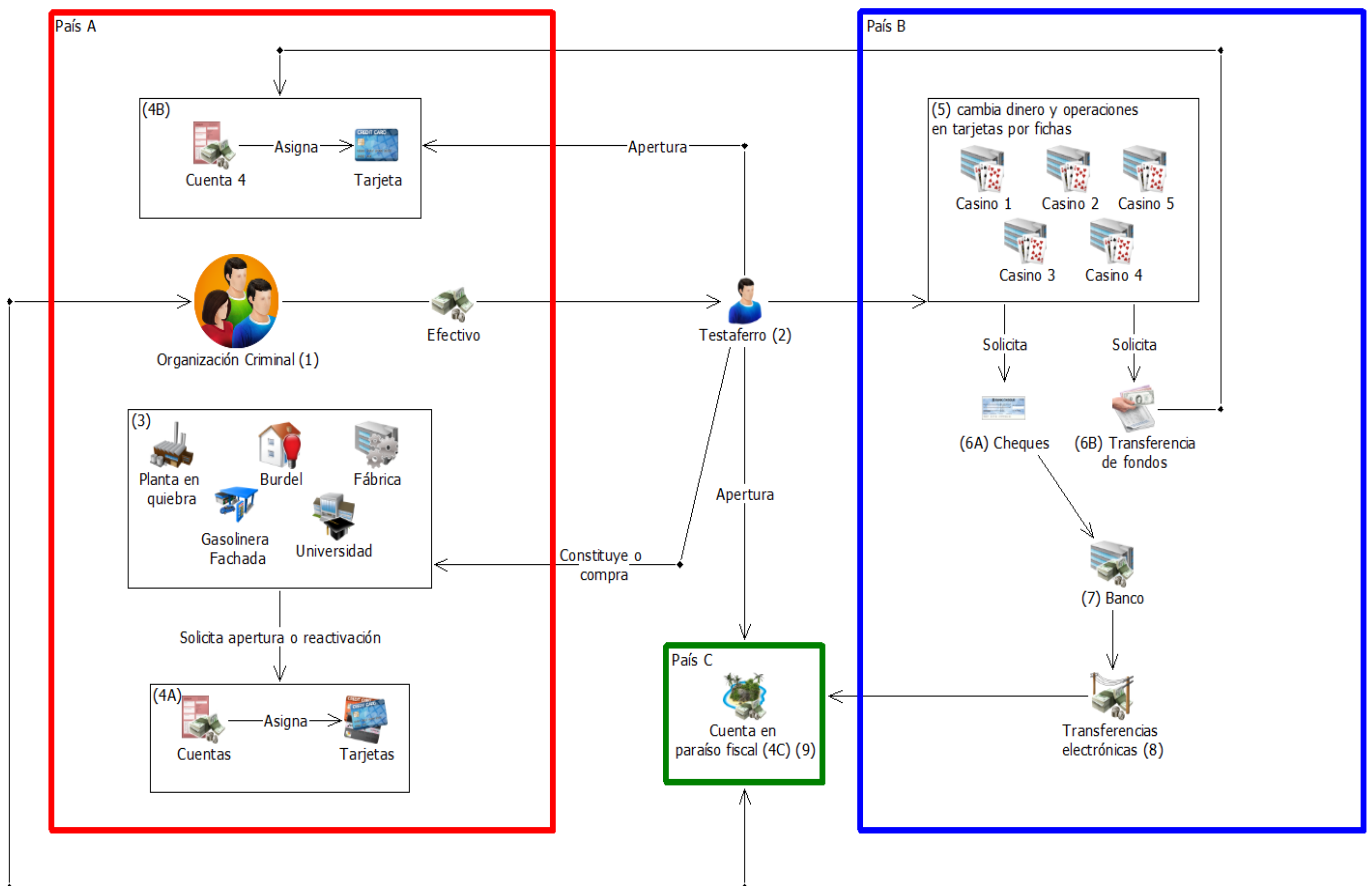 País A
País B
(4B)
Cuenta 4
Asigna
CREDIT CARD
Tarjeta
Apertura
(5) cambia dinero y operaciones
en tarjetas por fichas
Casino 1
Casino 2
Casino 5
Casino 3
Casino 4
Organización Criminal (1)
Efectivo
Testaferro (2)
Solicita
Solicita
(6A) Cheques
(6B) Transferencia
de fondos
(3)
Planta en
quiebra
Burdel
Fábrica
Gasolinera
Fachada
Universidad
Constituye o
compra
Apertura
(7) Banco
Solicita apertura o reactivación
(4A)
Cuentas
Asigna
Tarjetas
País C
Cuenta en
paraíso fiscal (4C) (9)
Transferencias
electrónicas (8)